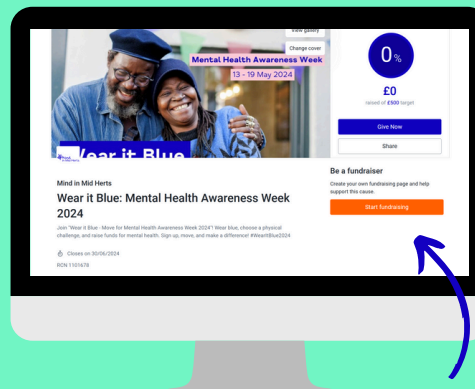 View gallery
Change cover
Mental Health Awareness Week
13 - 19 May 2024
Wear it Blue
0%
£0
raised of £500 target
Give Now
Share
Mind in Mid Herts
Wear it Blue: Mental Health Awareness Week
2024
Join "Wear it Blue - Move for Mental Health Awareness Week 2024"! Wear blue, choose a physical
challenge, and raise funds for mental health. Sign up, move, and make a difference! #WearItBlue2024
Closes on 30/06/2024
RCN 1101678
Be a fundraiser
Create your own fundraising page and help
support this cause.
Start fundraising